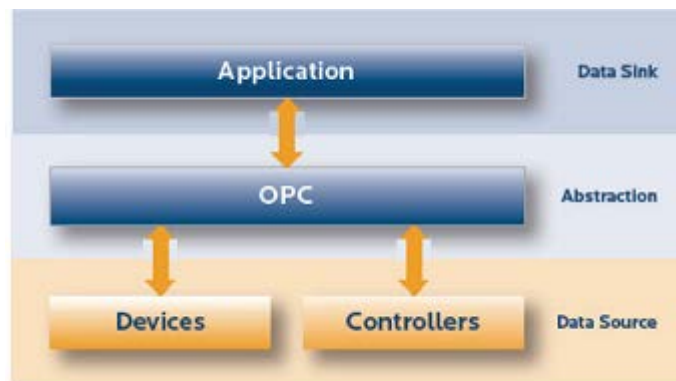 Application
Data Sink
OPC
Abstraction
Devices
Controllers
Data Source